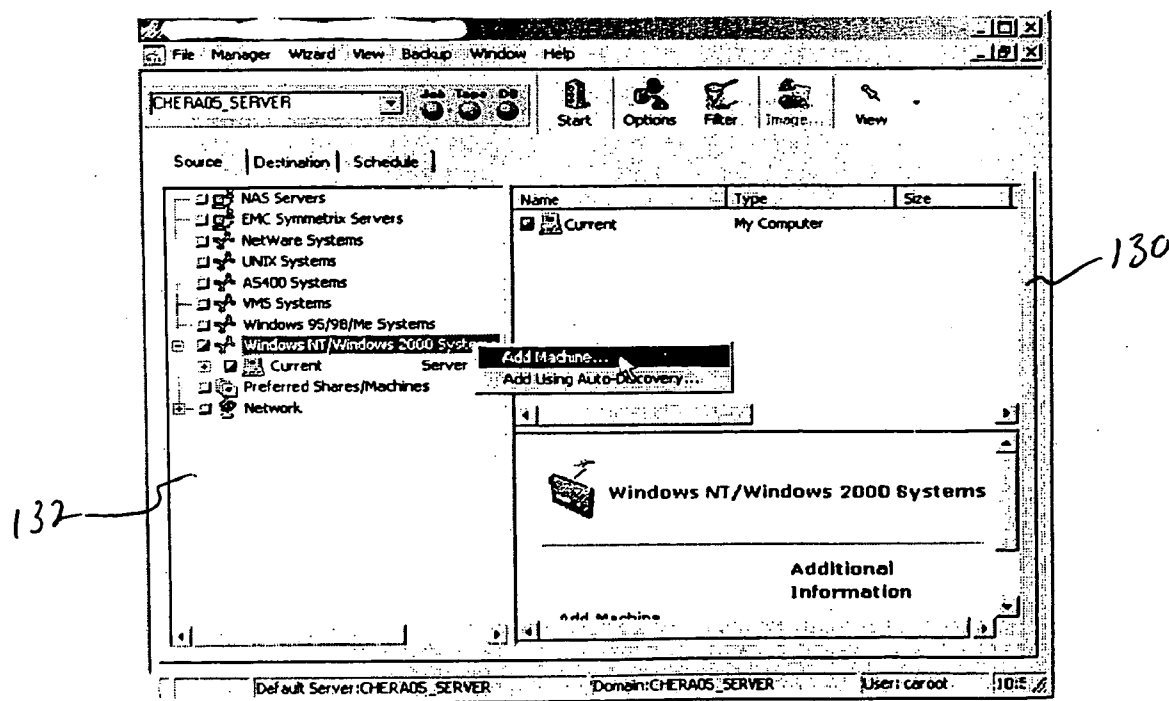 File Manager Wizard View Backup Window Help
CHERA05_SERVER
Job Tape DB
Start Options Filter Image... View
Source Destination Schedule
NAS Servers
EMC Symmetrix Servers
NetWare Systems
UNIX Systems
AS400 Systems
VMS Systems
Windows 95/98/Me Systems
Windows NT/Windows 2000
Current Server
Preferred Shares/Machines
Network
Add Machine...
Add Using Auto-Discovery...
Name Type Size
Current My Computer
130
132
Windows NT/Windows 2000 Systems
Additional
Information
Add Machine
Default Server:CHERA05_SERVER Domain:CHERA05_SERVER User: caroot